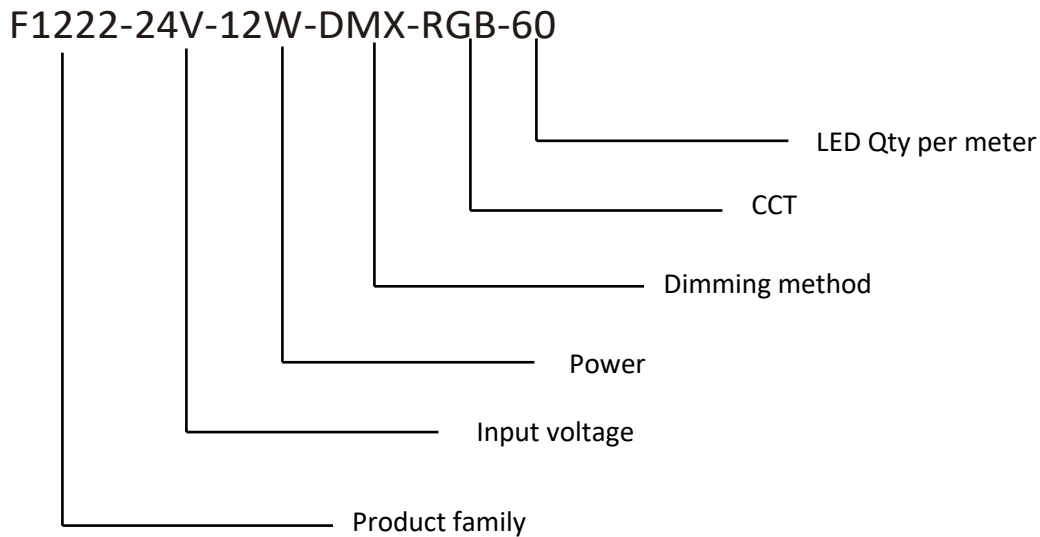 F1222-24V-12W-DMX-RGB-60
LED Qty per meter
CCT
Dimming method
Power
Input voltage
Product family